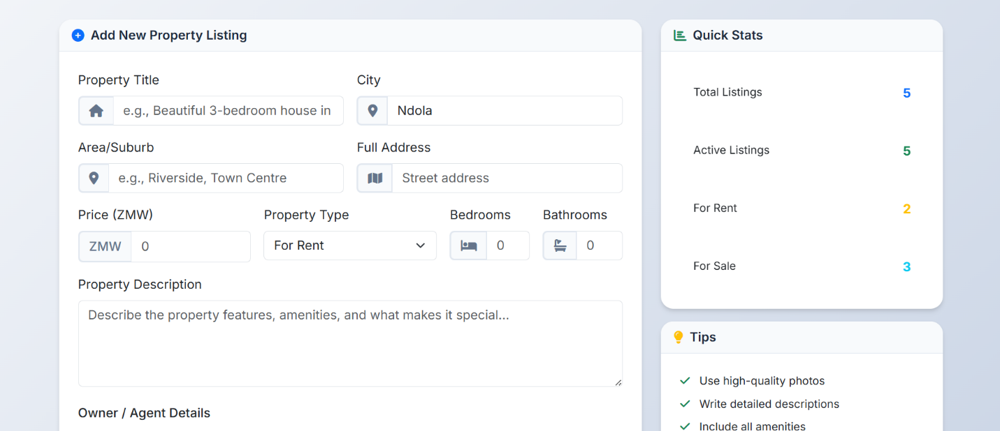 Add New Property Listing
Property Title
City
e.g., Beautiful 3-bedroom house in
Ndola
Area/Suburb
Full Address
e.g., Riverside, Town Centre
Street address
Price (ZMW)
Property Type
Bedrooms
Bathrooms
ZMW
0
For Rent
0
0
Property Description
Describe the property features, amenities, and what makes it special...
Owner / Agent Details
Quick Stats
Total Listings
5
Active Listings
5
For Rent
2
For Sale
3
Tips
Use high-quality photos
Write detailed descriptions
Include all amenities